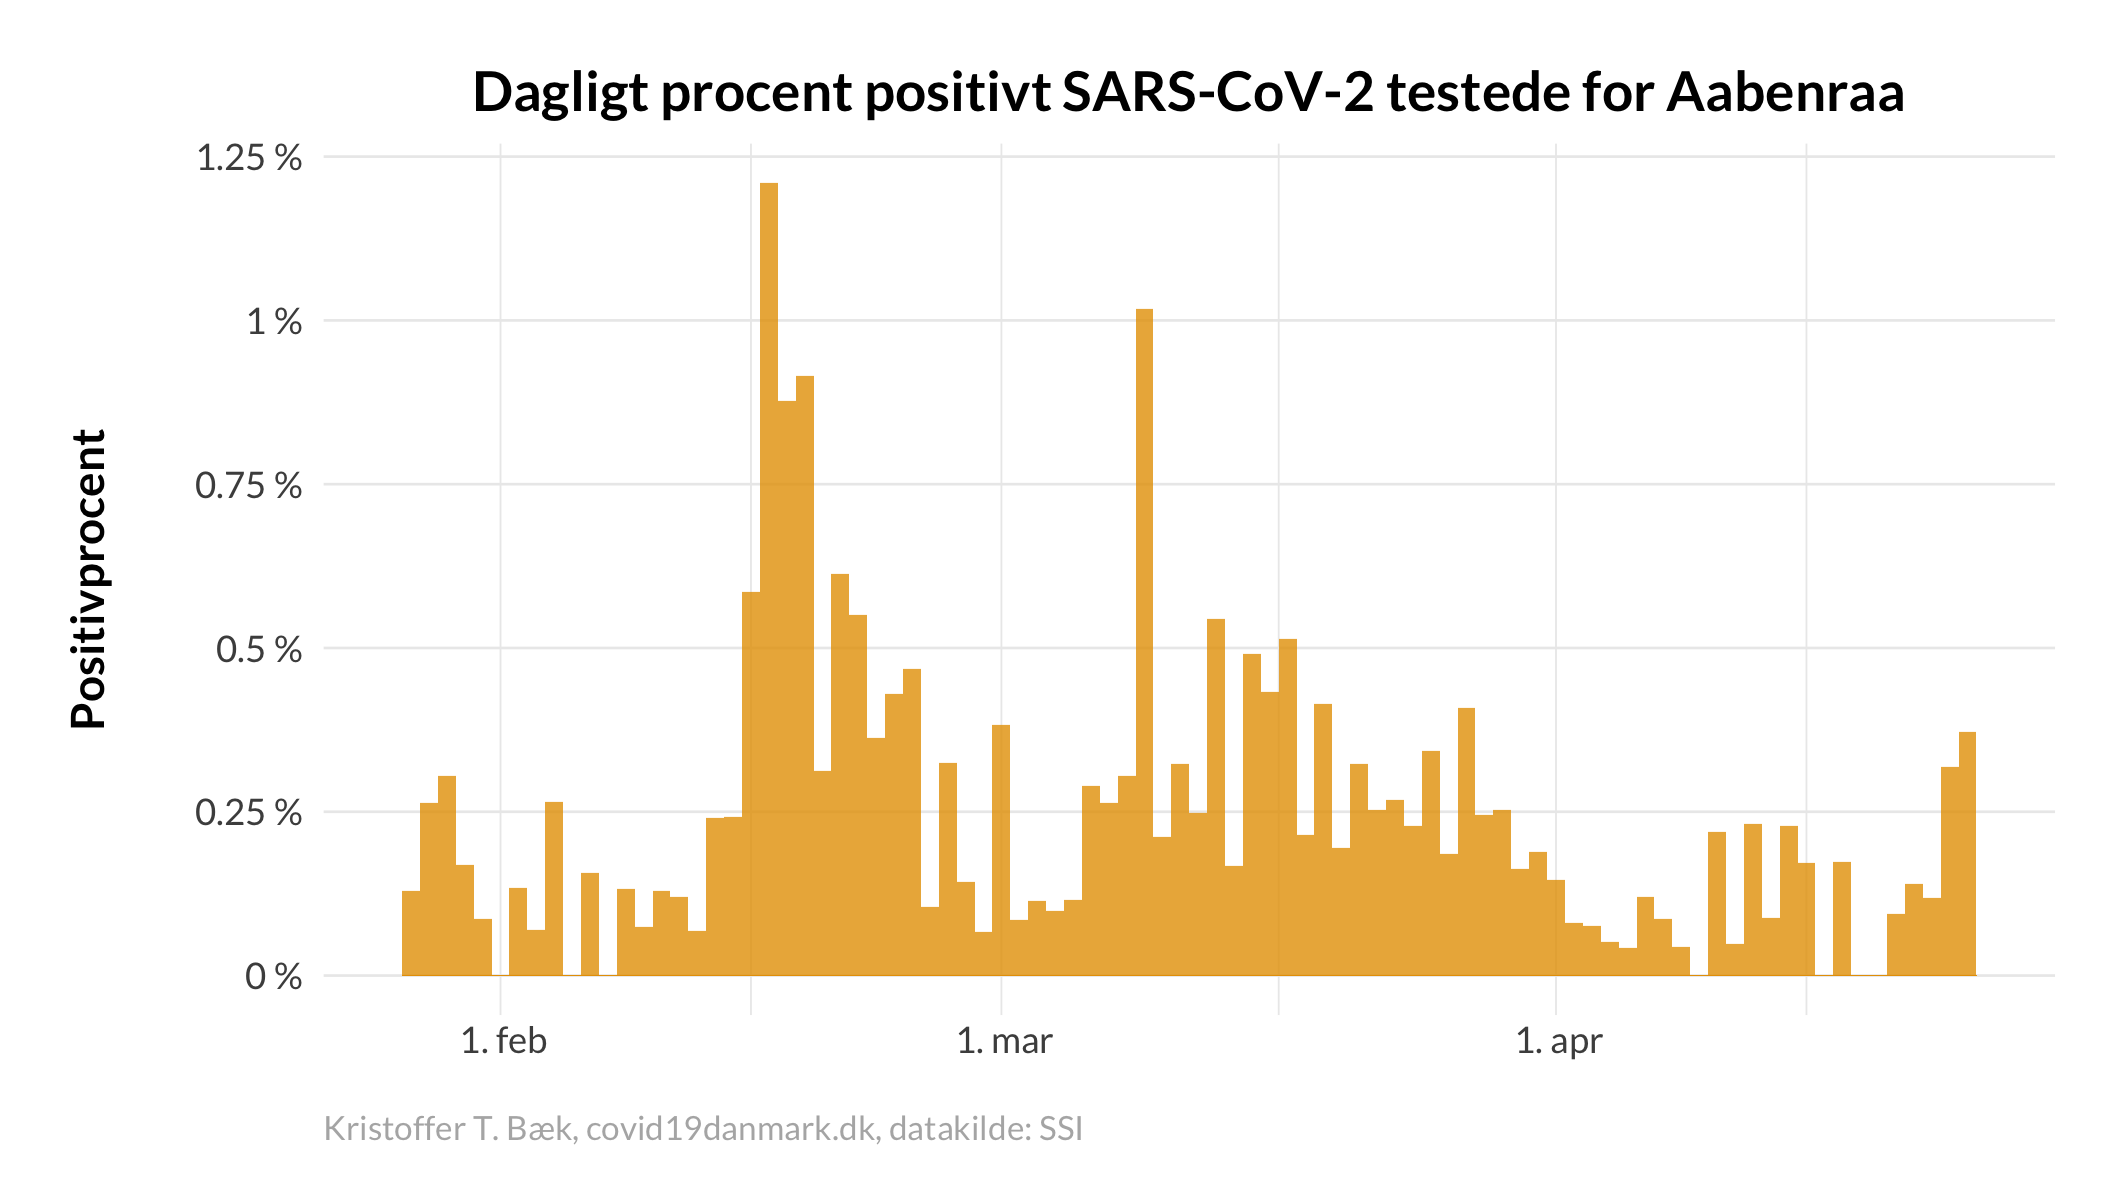 Dagligt procent positivt SARS-CoV-2 testede for Aabenraa
Positivprocent
1.25 %
1 %
0.75 %
0.5 %
0.25 %
0 %
1. feb
1. mar
1. apr
Kristoffer T. Bæk, covid19danmark.dk, datakilde: SSI